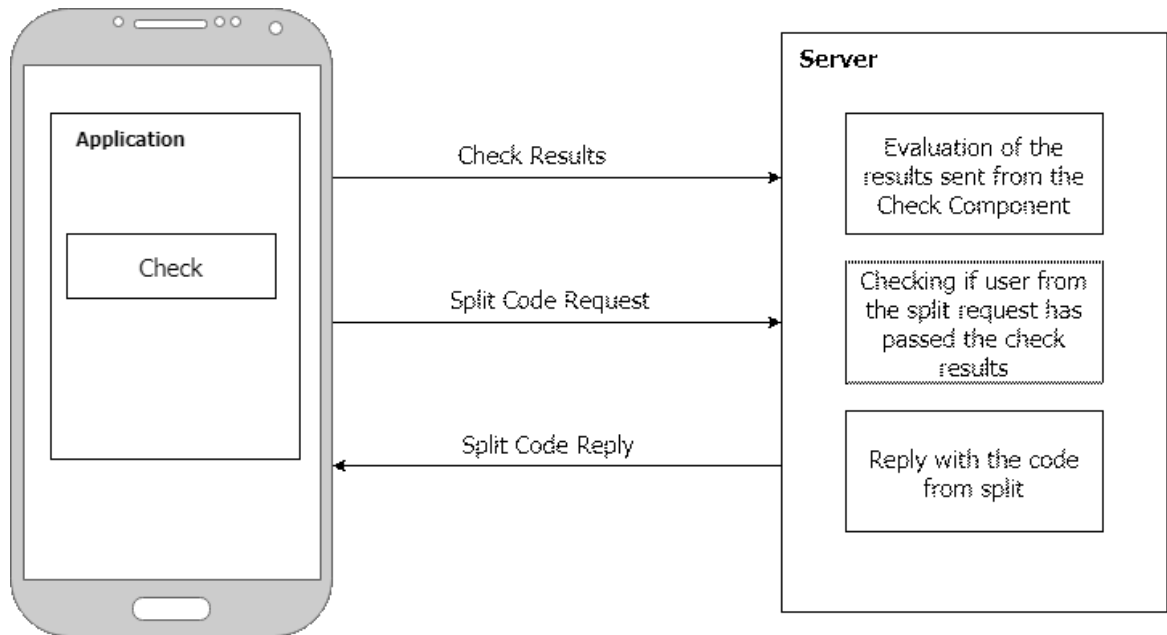 Application
Check
Check Results
Split Code Request
Split Code Reply
Server
Evaluation of the
results sent from the
Check Component
Checking if user from
the split request has
passed the check
results
Reply with the code
from split